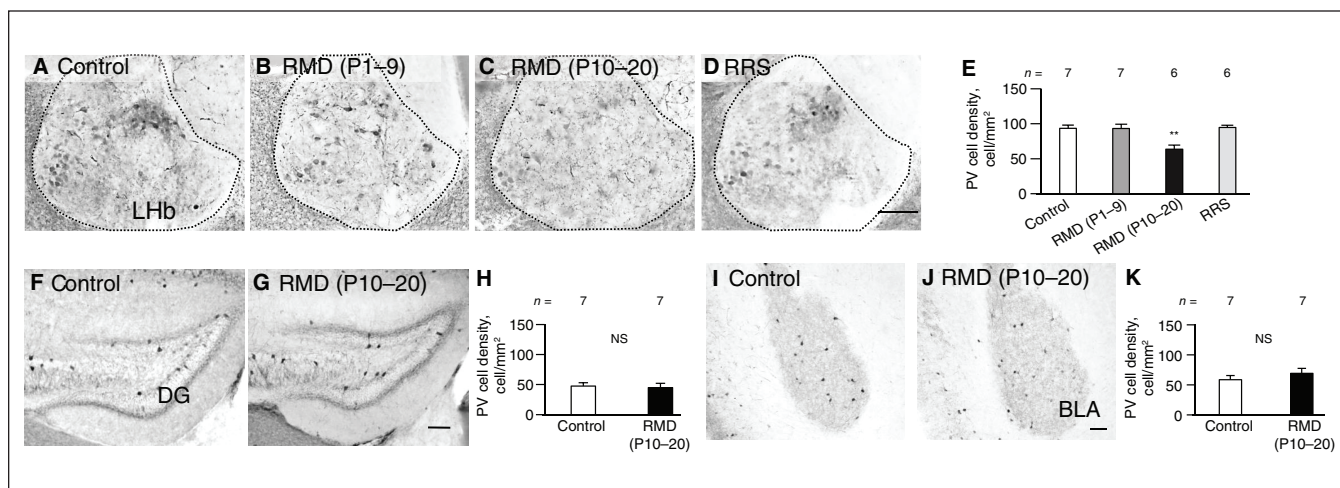 A Control
B RMD (P1–9)
C RMD (P10–20)
D RRS
LHb
E
n = 7 7 6 6
PV cell density,
cell/mm²
150
100
50
0
**
Control
RMD (P1–9)
RMD (P10–20)
RRS
F Control
DG
G RMD (P10–20)
H
n = 7 7
PV cell density,
cell/mm²
150
100
50
0
NS
Control
RMD
(P10–20)
I Control
J RMD (P10–20)
BLA
K
n = 7 7
PV cell density,
cell/mm²
150
100
50
0
NS
Control
RMD
(P10–20)